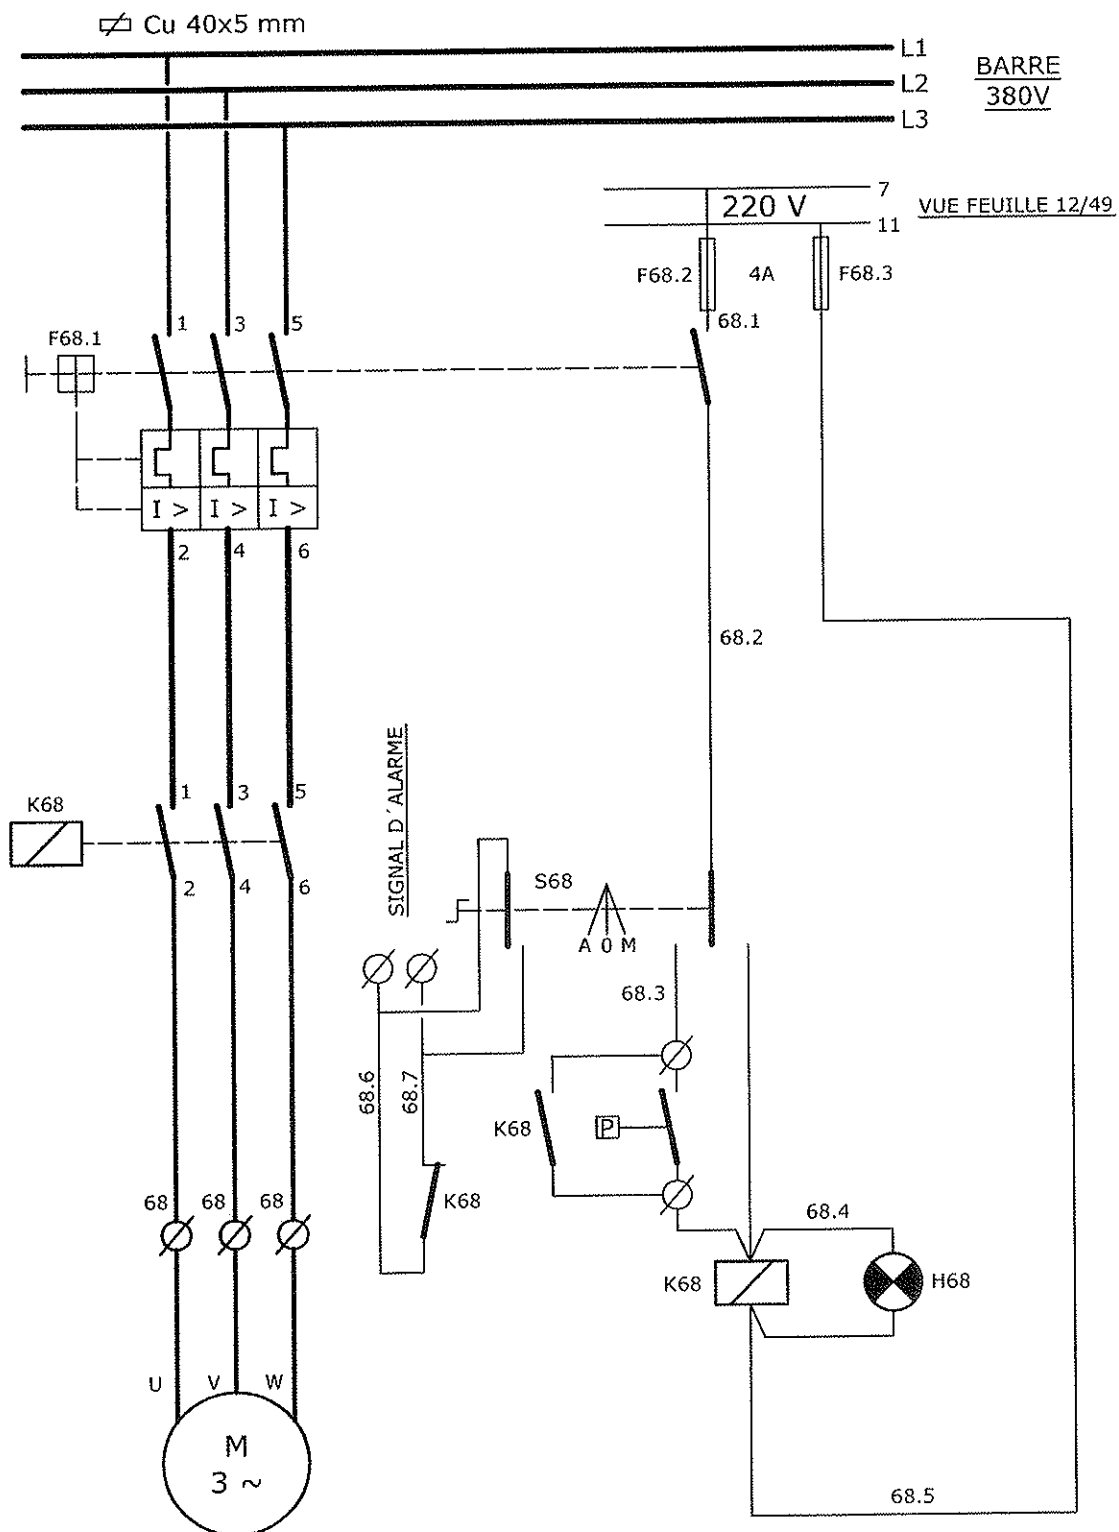 Cu 40x5 mm
L1
L2
L3
BARRE
380V
7
220 V
11
VUE FEUILLE 12/49
F68.2
4A
F68.3
68.1
F68.1
1
3
5
I >
I >
I >
2
4
6
68.2
SIGNAL D´ALARME
K68
1
3
5
2
4
6
S68
A 0 M
68.3
68.6
68.7
K68
P
K68
68
68
68
68.4
K68
H68
U
V
W
M
3 ~
68.5